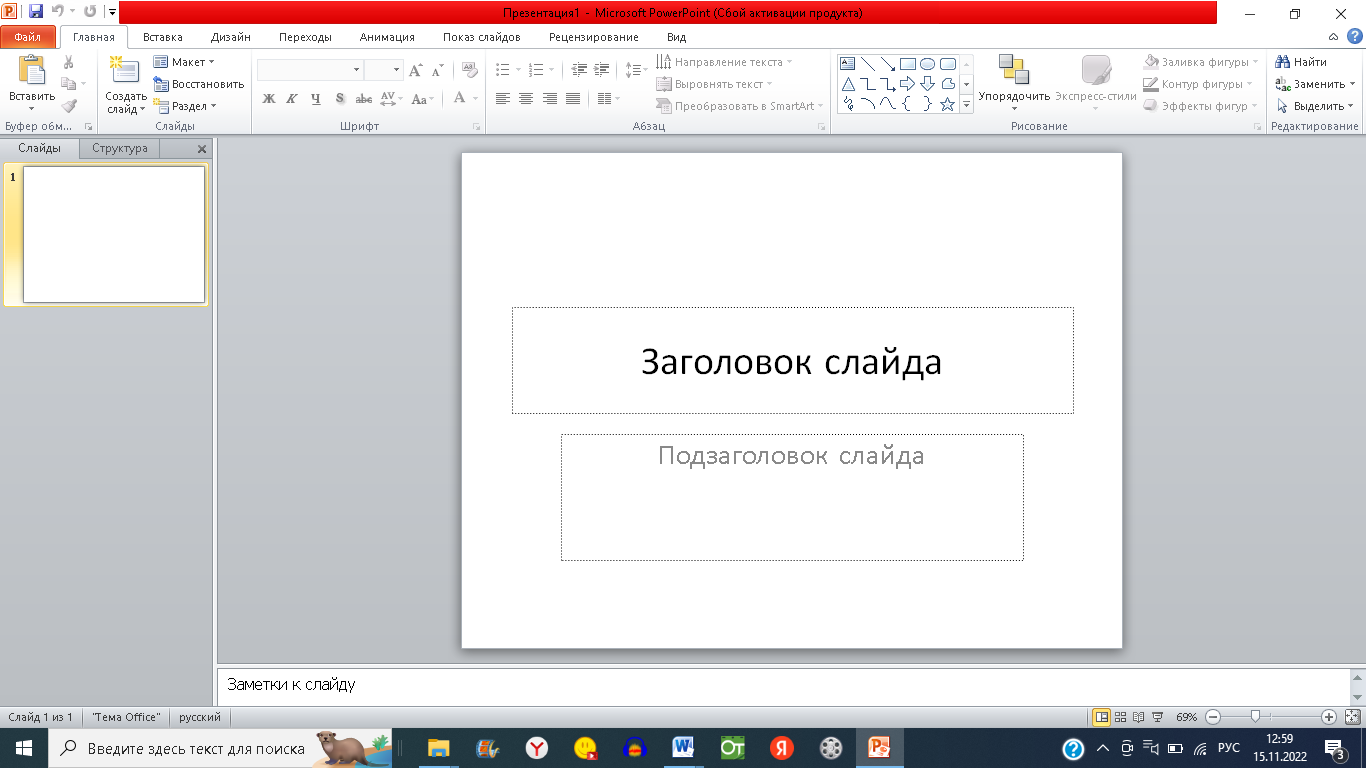 Презентация1 - Microsoft PowerPoint (Сбой активации продукта)
Файл Главная Вставка Дизайн Переходы Анимация Показ слайдов Рецензирование Вид
Вставить
Буфер обм...
Создать слайд
Макет
Восстановить
Раздел
Слайды
Ж К Ч S abc AV Aa A
Шрифт
Направление текста
Выровнять текст
Преобразовать в SmartArt
Абзац
Упорядочить
Экспресс-стили
Заливка фигуры
Контур фигуры
Эффекты фигур
Рисование
Найти
Заменить
Выделить
Редактирование
Слайды Структура
1
Заголовок слайда
Подзаголовок слайда
Заметки к слайду
Слайд 1 из 1 "Тема Office" русский 69%
Введите здесь текст для поиска
РУС
12:59
15.11.2022
3